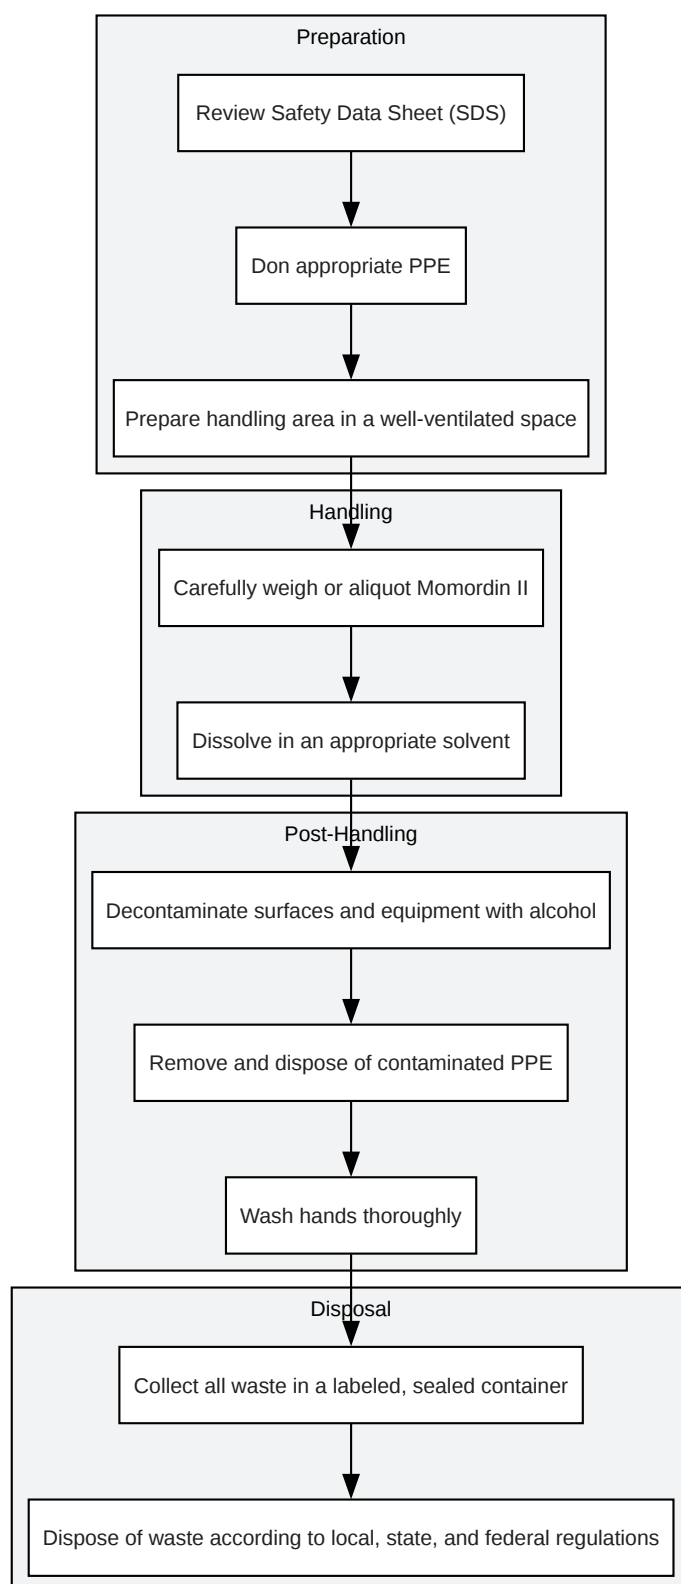 Preparation
Review Safety Data Sheet (SDS)
Don appropriate PPE
Prepare handling area in a well-ventilated space
Handling
Carefully weigh or aliquot Momordin II
Dissolve in an appropriate solvent
Post-Handling
Decontaminate surfaces and equipment with alcohol
Remove and dispose of contaminated PPE
Wash hands thoroughly
Disposal
Collect all waste in a labeled, sealed container
Dispose of waste according to local, state, and federal regulations